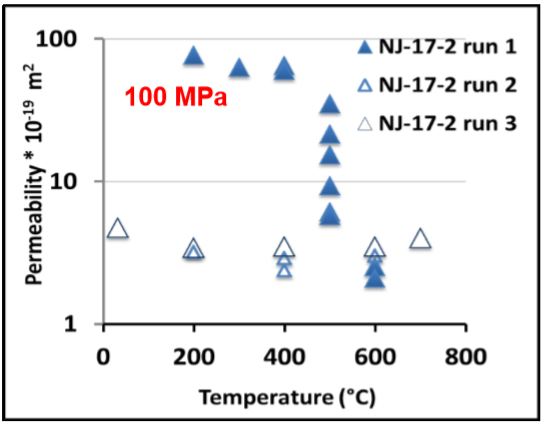 100
10
1
Permeability * 10⁻¹⁹ m²
100 MPa
NJ-17-2 run 1
NJ-17-2 run 2
NJ-17-2 run 3
0 200 400 600 800
Temperature (°C)